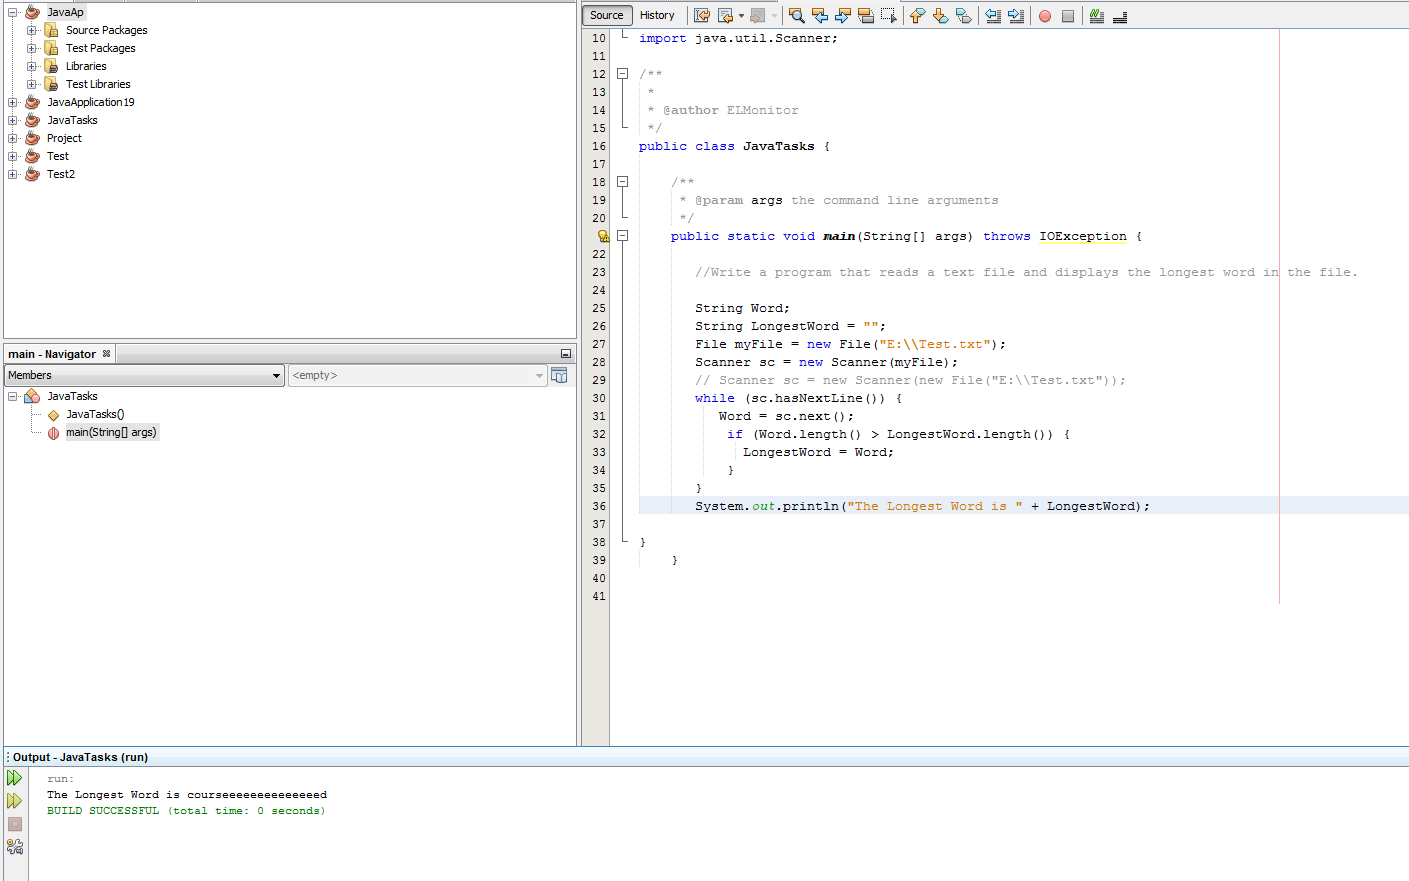 JavaAp
Source Packages
Test Packages
Libraries
Test Libraries
JavaApplication19
JavaTasks
Project
Test
Test2
main - Navigator
Members
<empty>
JavaTasks
JavaTasks()
main(String[] args)
Source History
10 import java.util.Scanner;
11
12 /**
13 *
14 * @author ELMonitor
15 */
16 public class JavaTasks {
17
18 /**
19 * @param args the command line arguments
20 */
public static void main(String[] args) throws IOException {
22
23 //Write a program that reads a text file and displays the longest word in the file.
24
25 String Word;
26 String LongestWord = "";
27 File myFile = new File("E:\\Test.txt");
28 Scanner sc = new Scanner(myFile);
29 // Scanner sc = new Scanner(new File("E:\\Test.txt"));
30 while (sc.hasNextLine()) {
31 Word = sc.next();
32 if (Word.length() > LongestWord.length()) {
33 LongestWord = Word;
34 }
35 }
36 System.out.println("The Longest Word is " + LongestWord);
37
38 }
39 }
40
41
Output - JavaTasks (run)
run:
The Longest Word is courseeeeeeeeeeeeeed
BUILD SUCCESSFUL (total time: 0 seconds)